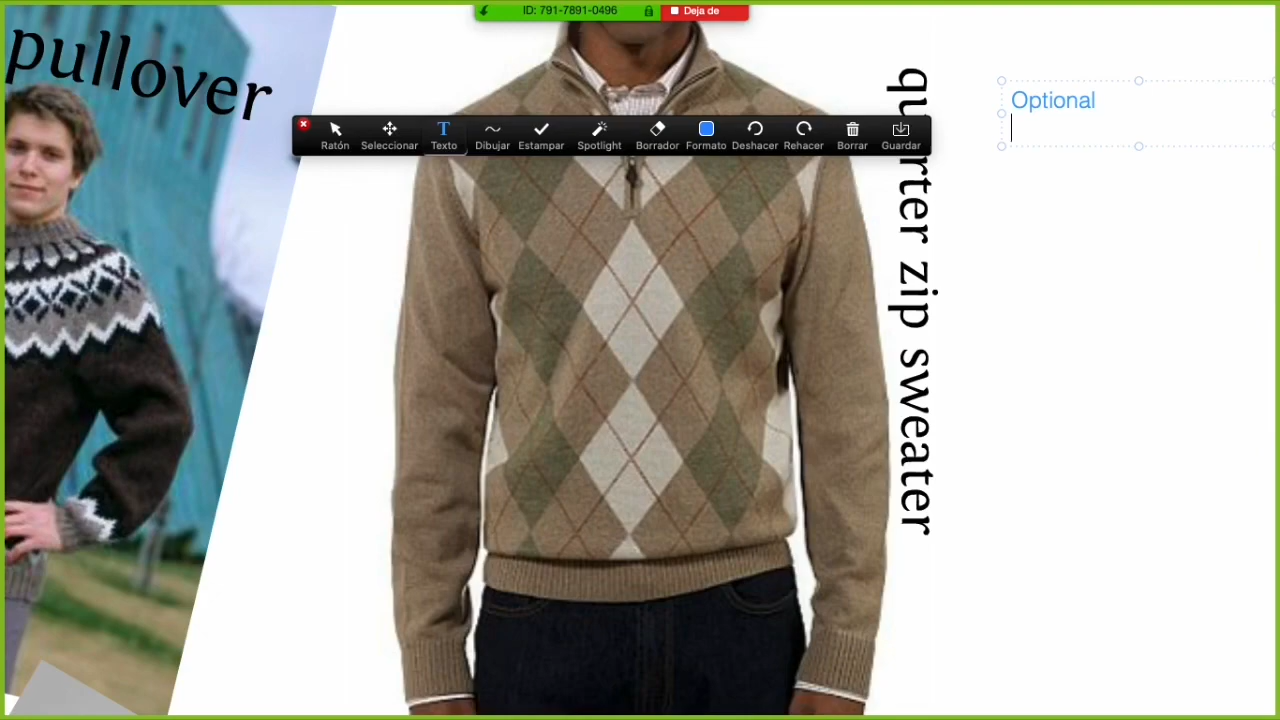 ID: 791-7891-0496
Deja de
pullover
Ratón
Seleccionar
Texto
Dibujar
Estampar
Spotlight
Borrador
Formato
Deshacer
Rehacer
Borrar
Guardar
quarter zip sweater
Optional